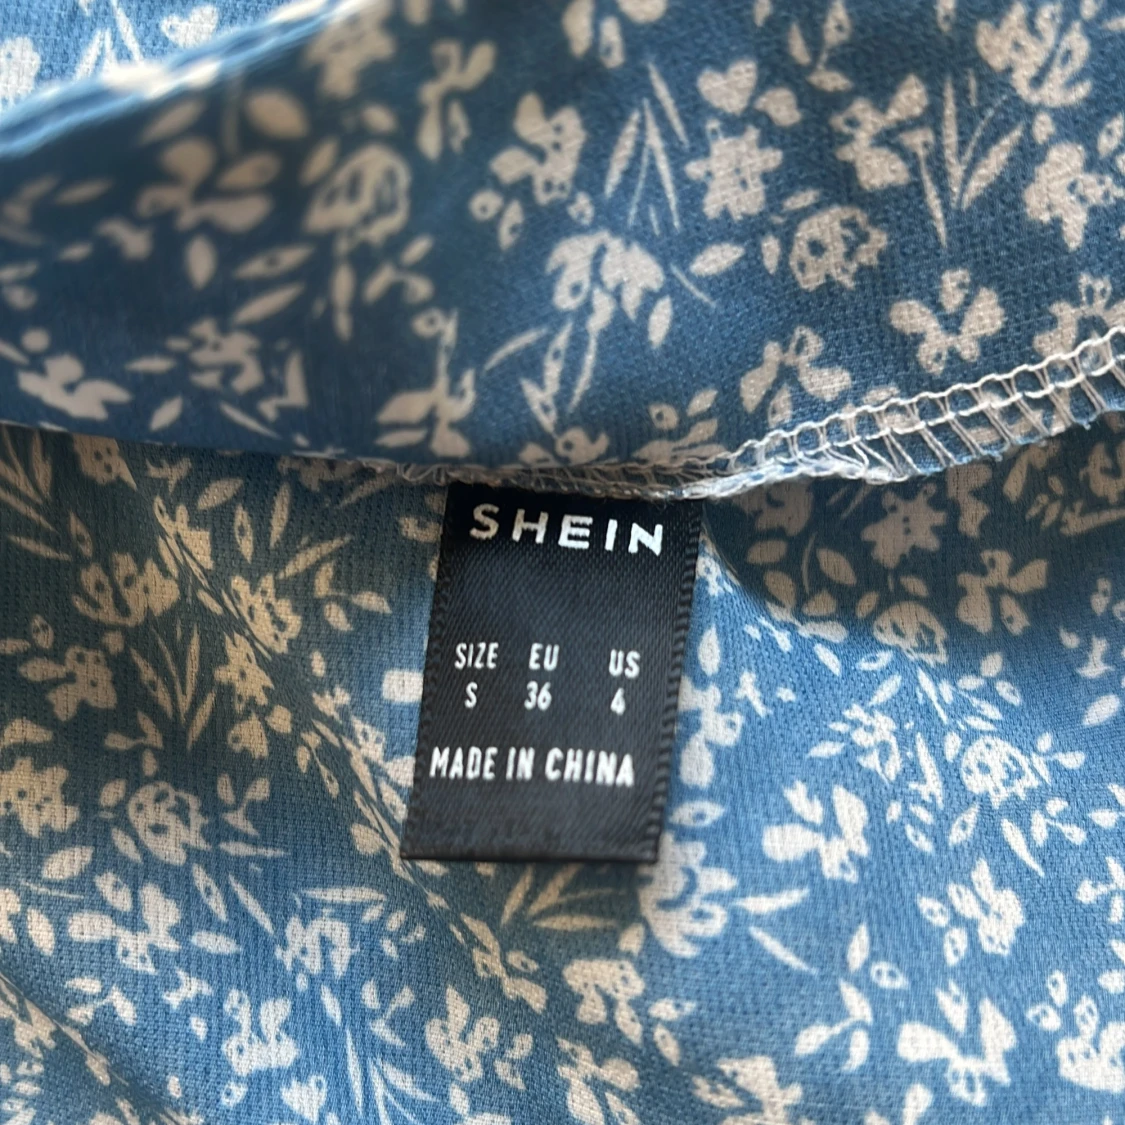 SHEIN
SIZE EU US
S 36 4
MADE IN CHINA